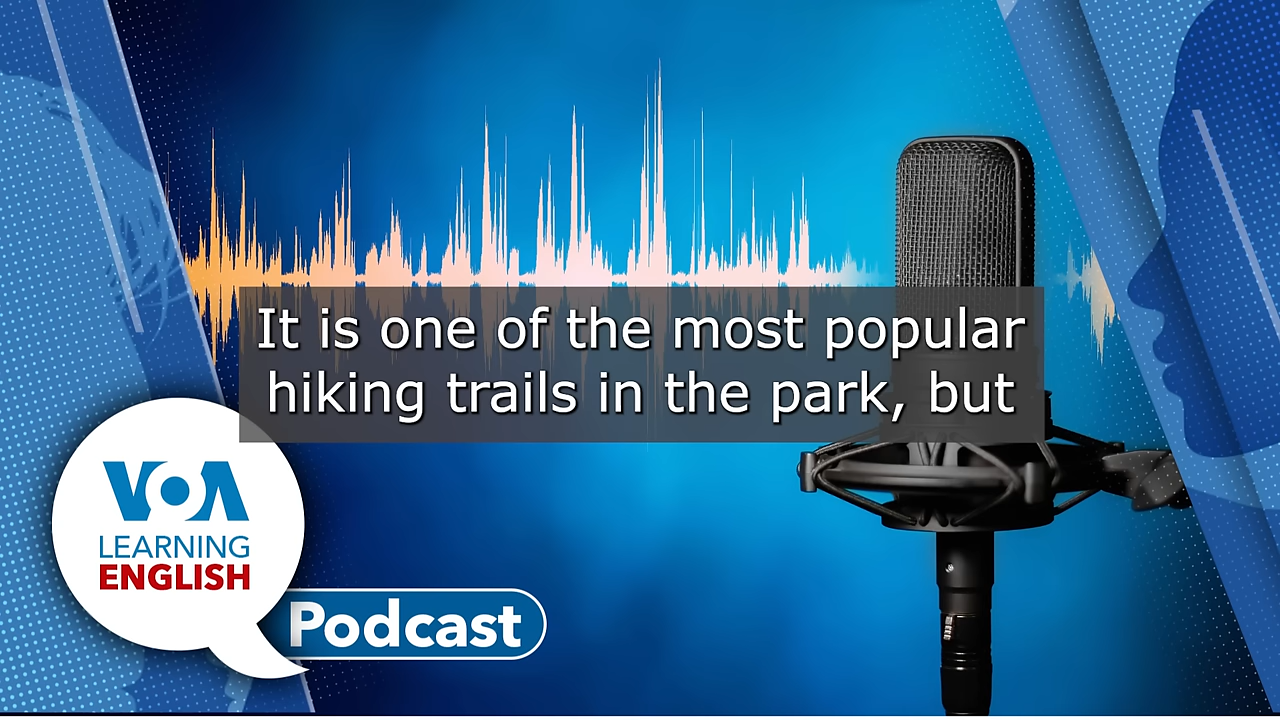 It is one of the most popular
hiking trails in the park, but
VOA
LEARNING
ENGLISH
Podcast